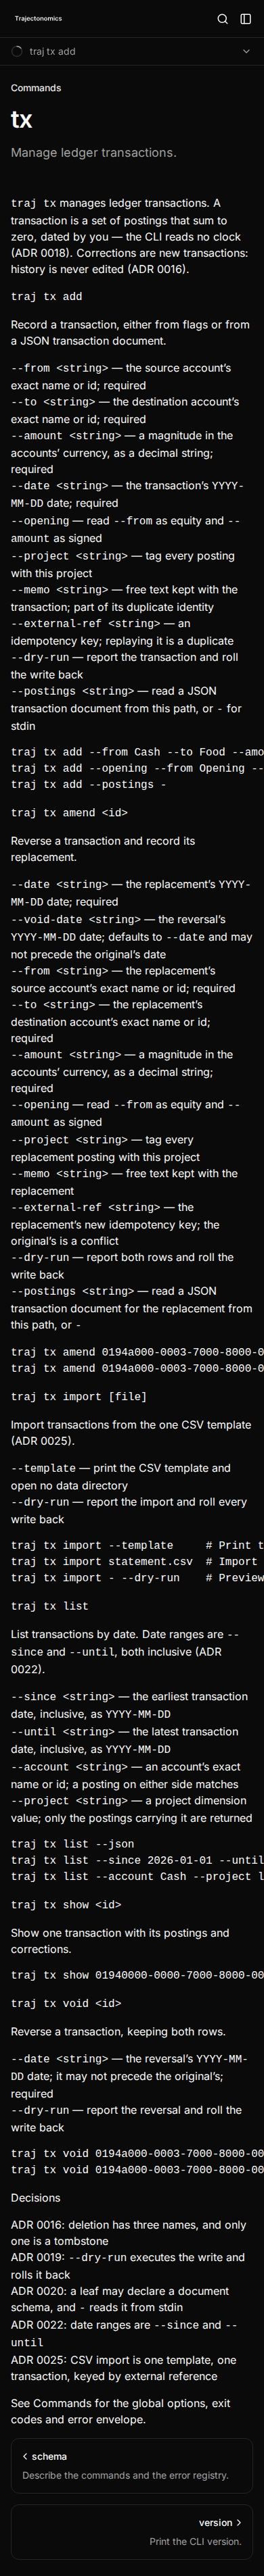 Trajectonomics
traj tx add
Commands
tx
Manage ledger transactions.
traj tx manages ledger transactions. A
transaction is a set of postings that sum to
zero, dated by you — the CLI reads no clock
(ADR 0018). Corrections are new transactions:
history is never edited (ADR 0016).
traj tx add
Record a transaction, either from flags or from
a JSON transaction document.
--from <string> — the source account’s
exact name or id; required
--to <string> — the destination account’s
exact name or id; required
--amount <string> — a magnitude in the
accounts’ currency, as a decimal string;
required
--date <string> — the transaction’s YYYY-
MM-DD date; required
--opening — read --from as equity and --
amount as signed
--project <string> — tag every posting
with this project
--memo <string> — free text kept with the
transaction; part of its duplicate identity
--external-ref <string> — an
idempotency key; replaying it is a duplicate
--dry-run — report the transaction and roll
the write back
--postings <string> — read a JSON
transaction document from this path, or - for
stdin
traj tx add --from Cash --to Food --amo
traj tx add --opening --from Opening --
traj tx add --postings -
traj tx amend <id>
Reverse a transaction and record its
replacement.
--date <string> — the replacement’s YYYY-
MM-DD date; required
--void-date <string> — the reversal’s
YYYY-MM-DD date; defaults to --date and may
not precede the original’s date
--from <string> — the replacement’s
source account’s exact name or id; required
--to <string> — the replacement’s
destination account’s exact name or id;
required
--amount <string> — a magnitude in the
accounts’ currency, as a decimal string;
required
--opening — read --from as equity and --
amount as signed
--project <string> — tag every
replacement posting with this project
--memo <string> — free text kept with the
replacement
--external-ref <string> — the
replacement’s new idempotency key; the
original’s is a conflict
--dry-run — report both rows and roll the
write back
--postings <string> — read a JSON
transaction document for the replacement from
this path, or -
traj tx amend 0194a000-0003-7000-8000-0
traj tx amend 0194a000-0003-7000-8000-0
traj tx import [file]
Import transactions from the one CSV template
(ADR 0025).
--template — print the CSV template and
open no data directory
--dry-run — report the import and roll every
write back
traj tx import --template     # Print t
traj tx import statement.csv  # Import
traj tx import - --dry-run    # Preview
traj tx list
List transactions by date. Date ranges are --
since and --until, both inclusive (ADR
0022).
--since <string> — the earliest transaction
date, inclusive, as YYYY-MM-DD
--until <string> — the latest transaction
date, inclusive, as YYYY-MM-DD
--account <string> — an account’s exact
name or id; a posting on either side matches
--project <string> — a project dimension
value; only the postings carrying it are returned
traj tx list --json
traj tx list --since 2026-01-01 --until
traj tx list --account Cash --project l
traj tx show <id>
Show one transaction with its postings and
corrections.
traj tx show 01940000-0000-7000-8000-00
traj tx void <id>
Reverse a transaction, keeping both rows.
--date <string> — the reversal’s YYYY-MM-
DD date; it may not precede the original’s;
required
--dry-run — report the reversal and roll the
write back
traj tx void 0194a000-0003-7000-8000-00
traj tx void 0194a000-0003-7000-8000-00
Decisions
ADR 0016: deletion has three names, and only
one is a tombstone
ADR 0019: --dry-run executes the write and
rolls it back
ADR 0020: a leaf may declare a document
schema, and - reads it from stdin
ADR 0022: date ranges are --since and --
until
ADR 0025: CSV import is one template, one
transaction, keyed by external reference
See Commands for the global options, exit
codes and error envelope.
schema
Describe the commands and the error registry.
version
Print the CLI version.